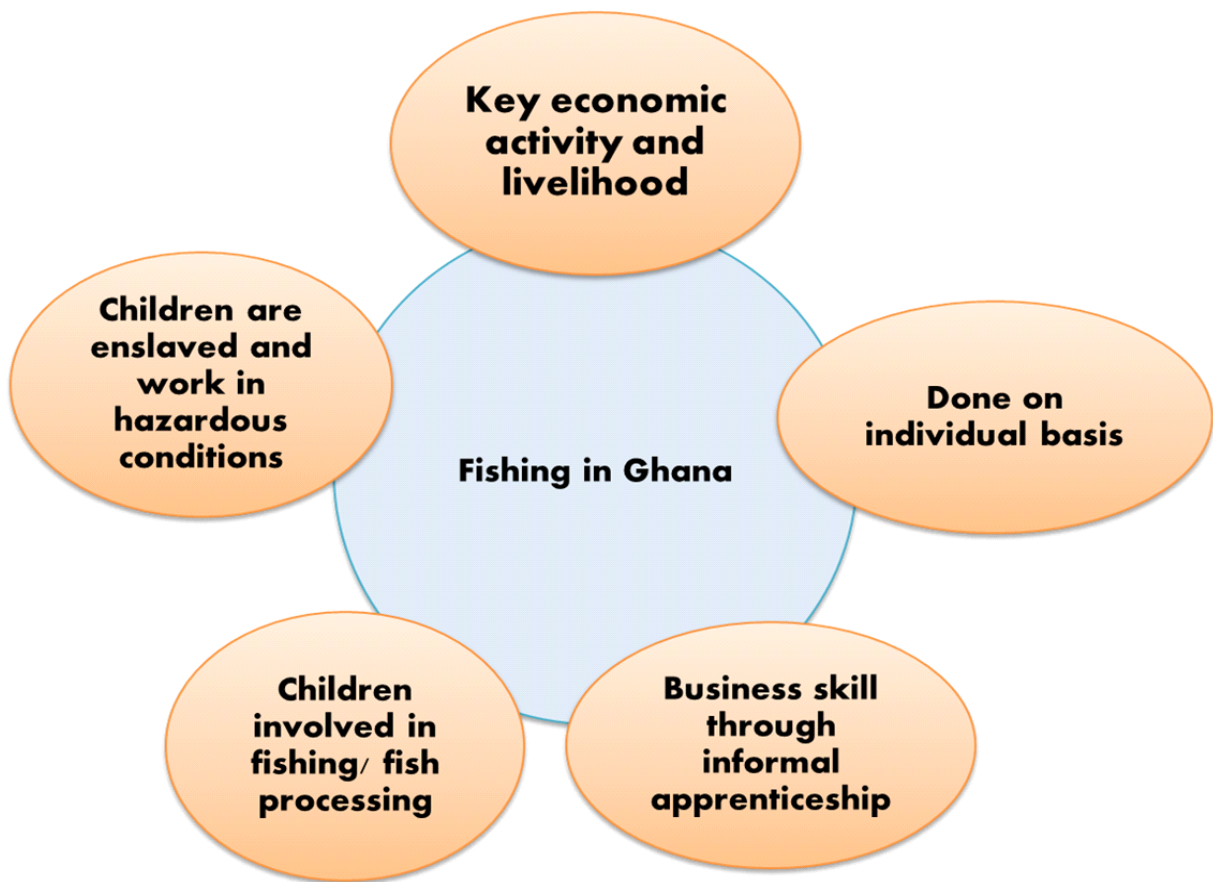 Key economic
activity and
livelihood
Children are
enslaved and
work in
hazardous
conditions
Done on
individual basis
Fishing in Ghana
Children
involved in
fishing/ fish
processing
Business skill
through
informal
apprenticeship